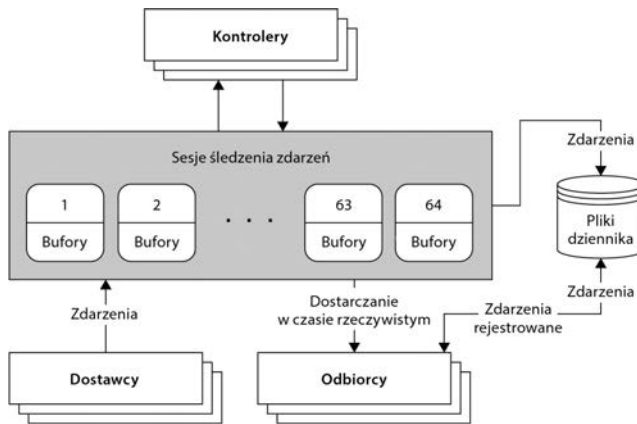 Kontrolery
Sesje śledzenia zdarzeń
1
Bufory
2
Bufory
. . .
63
Bufory
64
Bufory
Zdarzenia
Pliki
dziennika
Zdarzenia
Zdarzenia
Dostarczanie
w czasie rzeczywistym
Zdarzenia
rejestrowane
Dostawcy
Odbiorcy